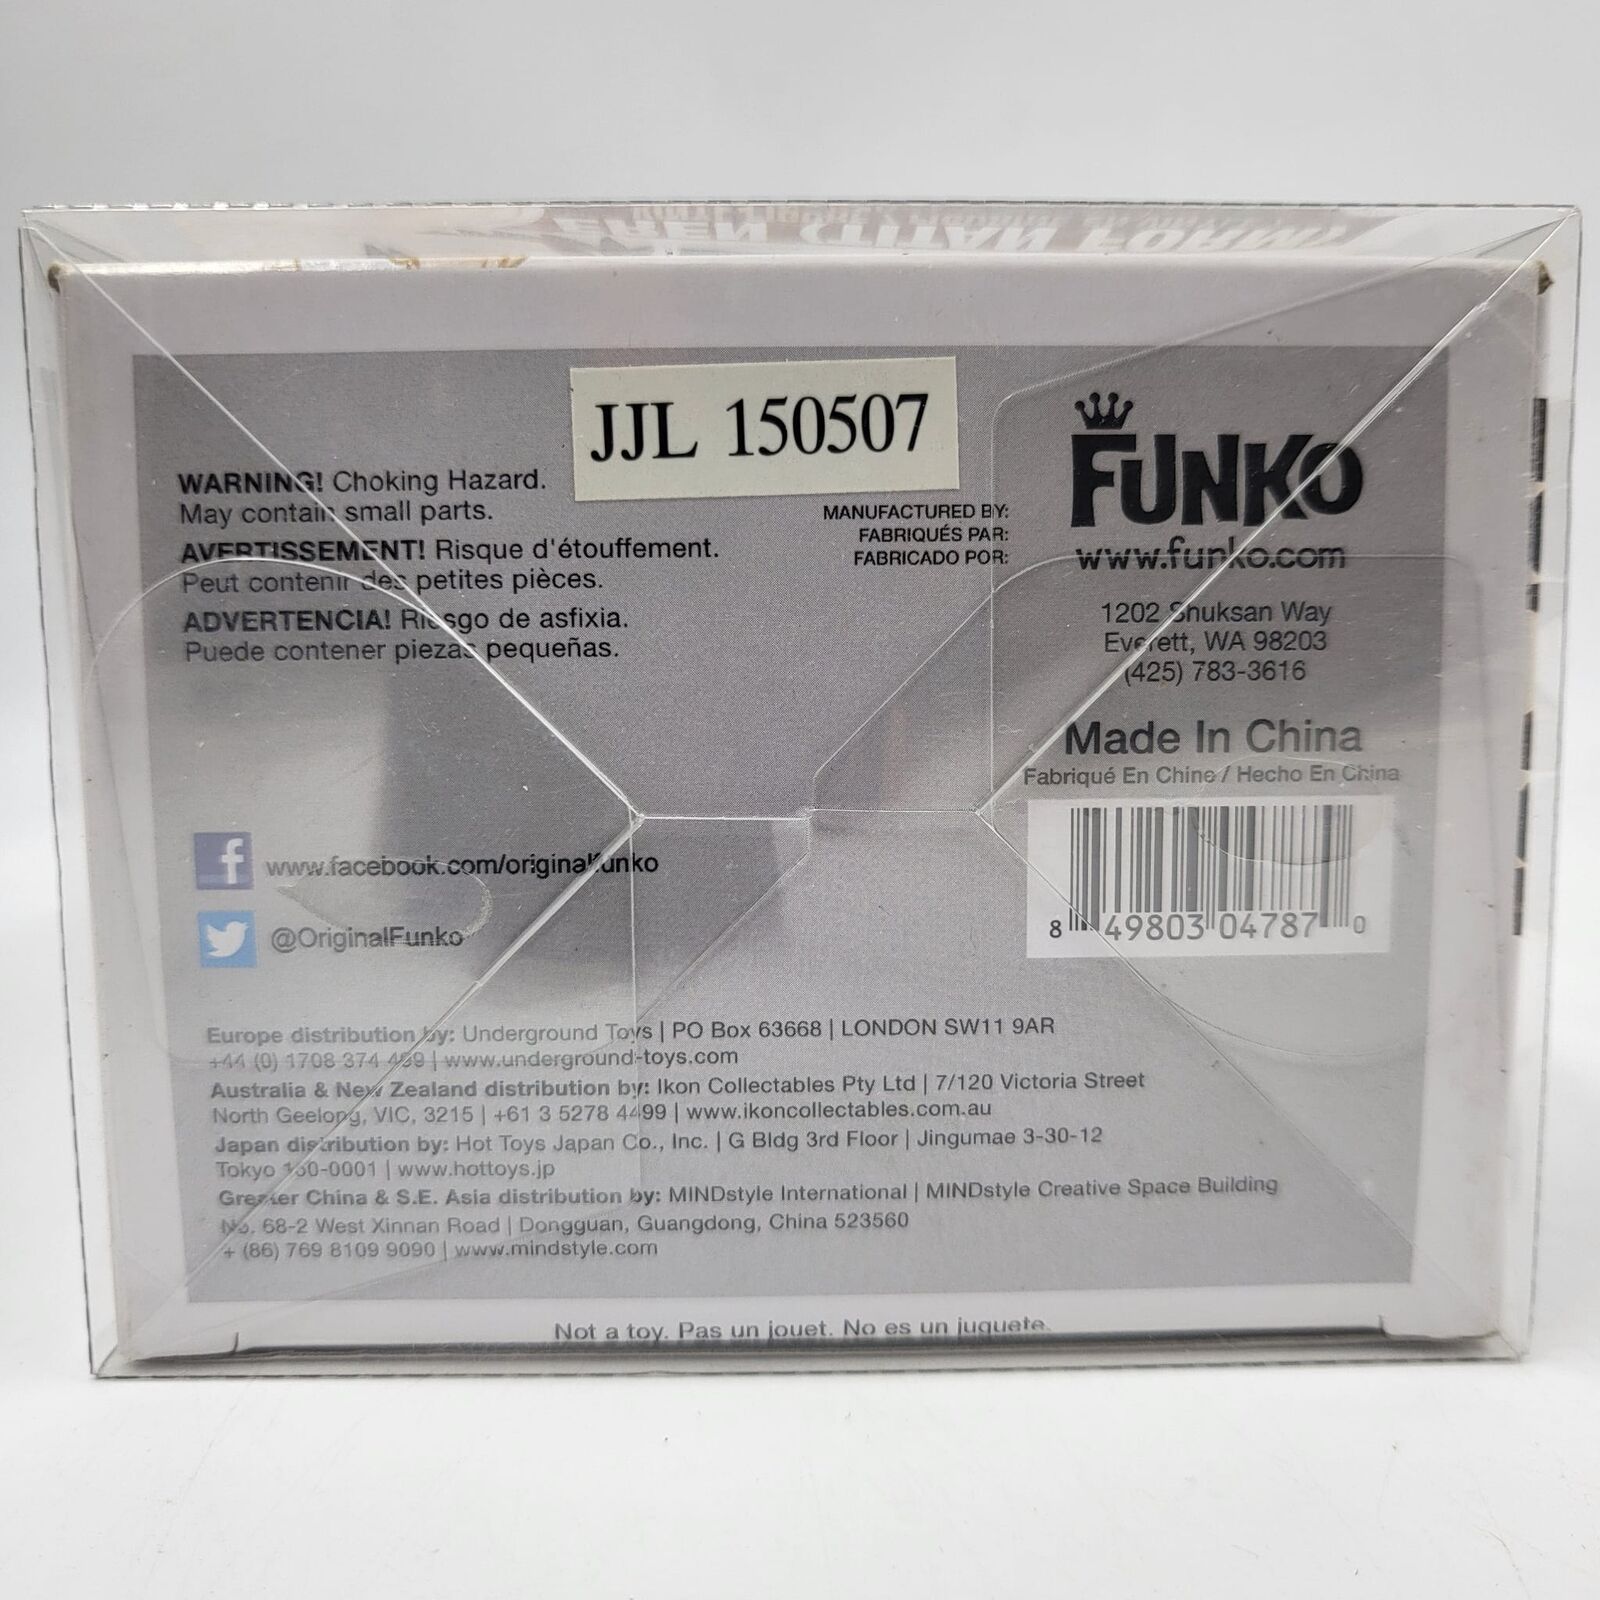 EREN (TITAN FORM)
JJL 150507
WARNING! Choking Hazard.
May contain small parts.
AVERTISSEMENT! Risque d'étouffement.
Peut contenir des petites pièces.
ADVERTENCIA! Riesgo de asfixia.
Puede contener piezas pequeñas.
MANUFACTURED BY:
FABRIQUÉS PAR:
FABRICADO POR:
FUNKO
www.funko.com
1202 Shuksan Way
Everett, WA 98203
(425) 783-3616
Made In China
Fabriqué En Chine / Hecho En China
8 49803 04787 0
f www.facebook.com/originalfunko
@OriginalFunko
Europe distribution by: Underground Toys | PO Box 63668 | LONDON SW11 9AR
+44 (0) 1708 374 499 | www.underground-toys.com
Australia & New Zealand distribution by: Ikon Collectables Pty Ltd | 7/120 Victoria Street
North Geelong, VIC, 3215 | +61 3 5278 4499 | www.ikoncollectables.com.au
Japan distribution by: Hot Toys Japan Co., Inc. | G Bldg 3rd Floor | Jingumae 3-30-12
Tokyo 150-0001 | www.hottoys.jp
Greater China & S.E. Asia distribution by: MINDstyle International | MINDstyle Creative Space Building
No. 68-2 West Xinnan Road | Dongguan, Guangdong, China 523560
+ (86) 769 8109 9090 | www.mindstyle.com
Not a toy. Pas un jouet. No es un juguete.